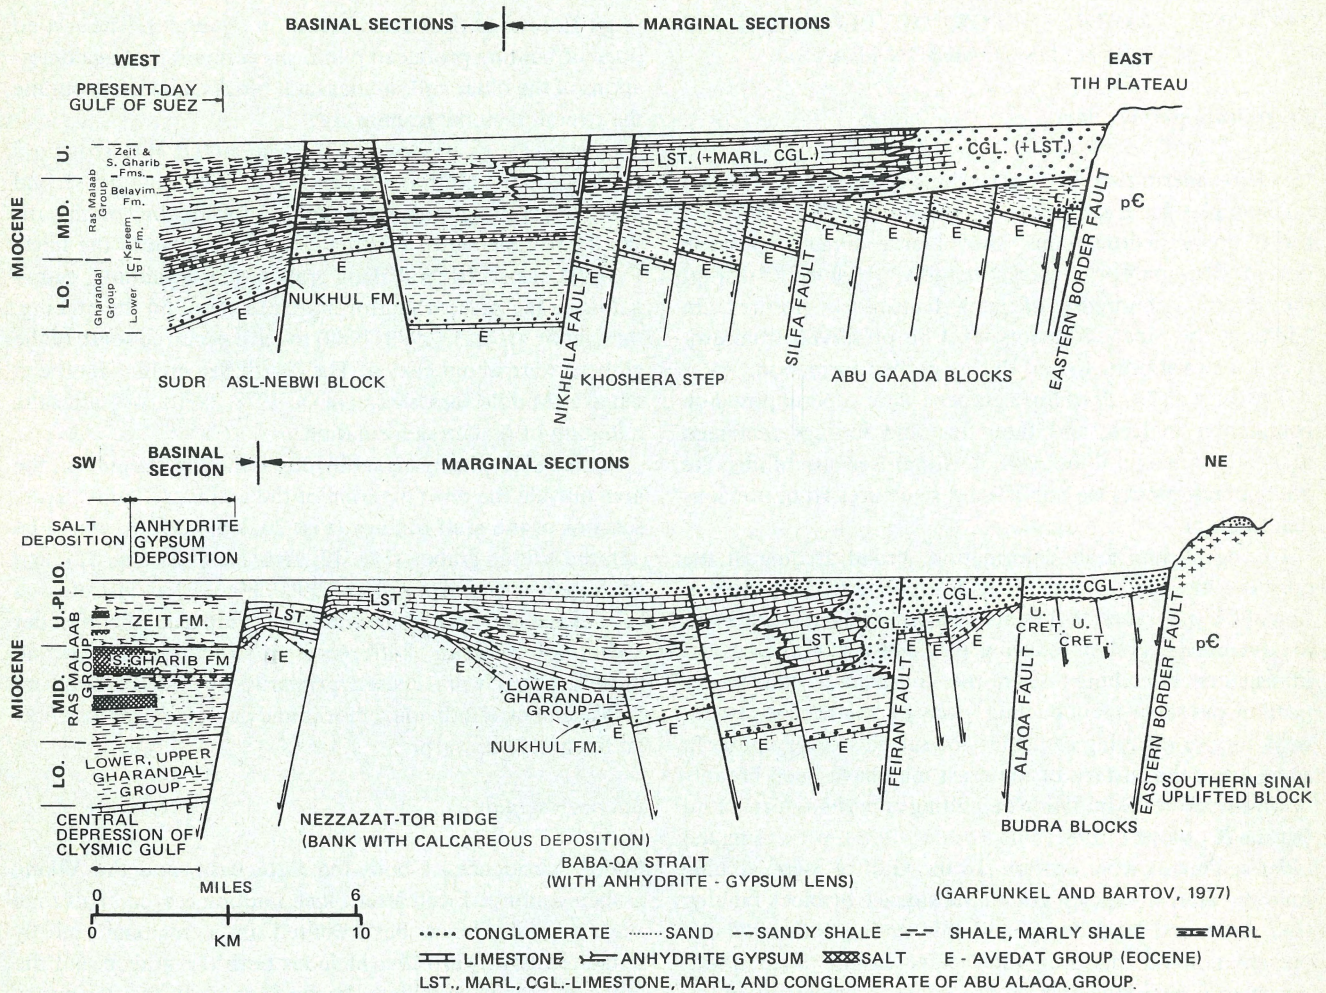 BASINAL SECTIONS
MARGINAL SECTIONS
WEST
EAST
PRESENT-DAY
GULF OF SUEZ
TIH PLATEAU
MIOCENE
U.
MID.
LO.
Ras Malaab
Group
Gharandal
Group
Zeit &
S. Gharib
Fms.
Belayim.
Fm.
Kareem
Fm.
Lower
LST. (+MARL, CGL.)
CGL. (+LST.)
pЄ
E
E
E
E
E
E
E
E
E
E
E
E
E
NUKHUL FM.
NIKHEILA FAULT
SILFA FAULT
EASTERN BORDER FAULT
SUDR
ASL-NEBWI BLOCK
KHOSHERA STEP
ABU GAADA BLOCKS
SW
BASINAL
SECTION
MARGINAL SECTIONS
NE
SALT
DEPOSITION
ANHYDRITE
GYPSUM
DEPOSITION
MIOCENE
U.-PLIO.
MID.
LO.
RAS MALAAB
GROUP
ZEIT FM.
S. GHARIB FM
LOWER, UPPER
GHARANDAL
GROUP
E
LST.
E
LST.
E
LOWER
GHARANDAL
GROUP
NUKHUL FM.
E
E
E
E
LST.
CGL.
CGL.
CGL.
E
E
E
U.
CRET.
U.
CRET.
pЄ
FEIRAN FAULT
ALAQA FAULT
EASTERN BORDER FAULT
SOUTHERN SINAI
UPLIFTED BLOCK
BUDRA BLOCKS
CENTRAL
DEPRESSION OF
CLYSMIC GULF
NEZZAZAT-TOR RIDGE
(BANK WITH CALCAREOUS DEPOSITION)
BABA-QA STRAIT
(WITH ANHYDRITE - GYPSUM LENS)
(GARFUNKEL AND BARTOV, 1977)
MILES
0 6
0 KM 10
CONGLOMERATE SAND SANDY SHALE SHALE, MARLY SHALE MARL
LIMESTONE ANHYDRITE GYPSUM SALT E - AVEDAT GROUP (EOCENE)
LST., MARL, CGL.-LIMESTONE, MARL, AND CONGLOMERATE OF ABU ALAQA GROUP.